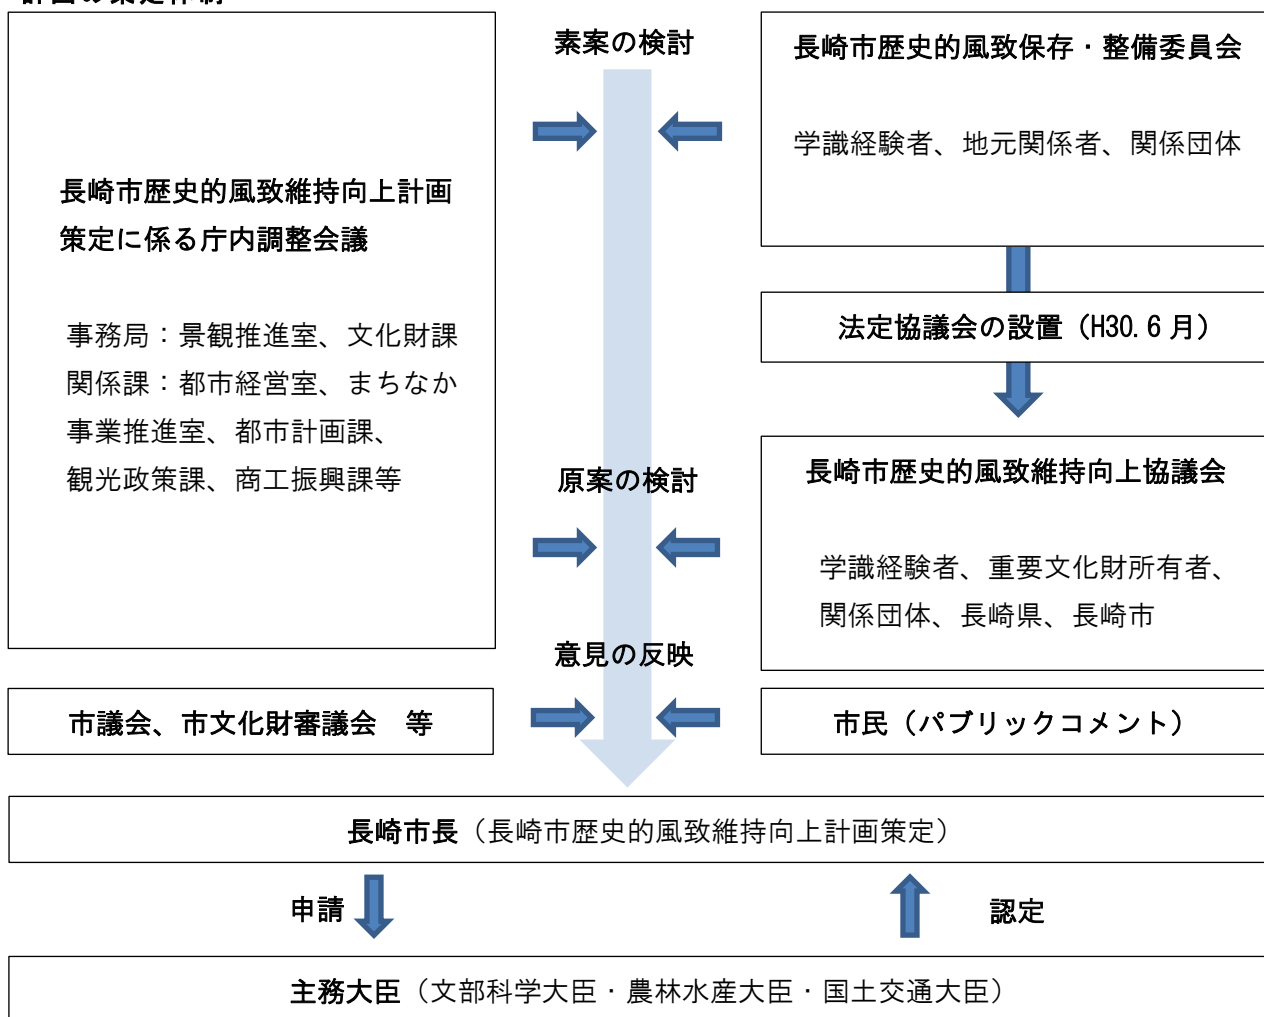 計画の策定体制
素案の検討
長崎市歴史的風致保存・整備委員会
学識経験者、地元関係者、関係団体
長崎市歴史的風致維持向上計画
策定に係る庁内調整会議
事務局：景観推進室、文化財課
関係課：都市経営室、まちなか
事業推進室、都市計画課、
観光政策課、商工振興課等
法定協議会の設置（H30.6月）
原案の検討
長崎市歴史的風致維持向上協議会
学識経験者、重要文化財所有者、
関係団体、長崎県、長崎市
意見の反映
市議会、市文化財審議会　等
市民（パブリックコメント）
長崎市長（長崎市歴史的風致維持向上計画策定）
申請
認定
主務大臣（文部科学大臣・農林水産大臣・国土交通大臣）